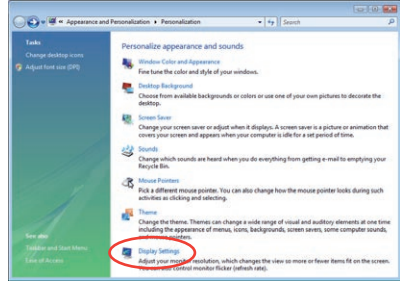 « Appearance and Personalization ▸ Personalization
Search
Tasks
Change desktop icons
Adjust font size (DPI)
See also
Taskbar and Start Menu
Ease of Access
Personalize appearance and sounds
Window Color and Appearance
Fine tune the color and style of your windows.
Desktop Background
Choose from available backgrounds or colors or use one of your own pictures to decorate the
desktop.
Screen Saver
Change your screen saver or adjust when it displays. A screen saver is a picture or animation that
covers your screen and appears when your computer is idle for a set period of time.
Sounds
Change which sounds are heard when you do everything from getting e-mail to emptying your
Recycle Bin.
Mouse Pointers
Pick a different mouse pointer. You can also change how the mouse pointer looks during such
activities as clicking and selecting.
Theme
Change the theme. Themes can change a wide range of visual and auditory elements at one time
including the appearance of menus, icons, backgrounds, screen savers, some computer sounds,
and mouse pointers.
Display Settings
Adjust your monitor resolution, which changes the view so more or fewer items fit on the screen.
You can also control monitor flicker (refresh rate).